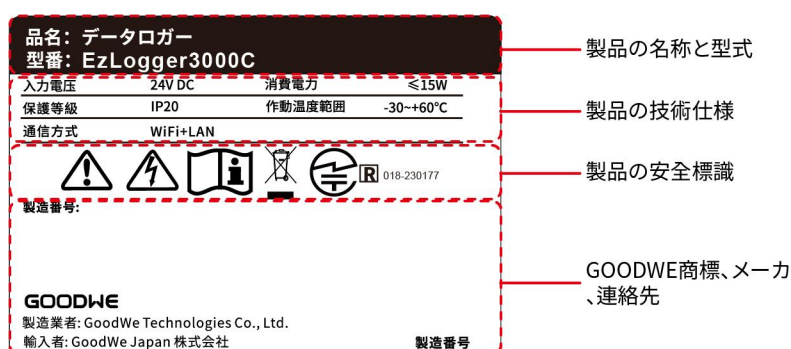 品名：データロガー
型番：EzLogger3000C
製品の名称と型式
入力電圧 24V DC 消費電力 ≤15W
保護等級 IP20 作動温度範囲 -30~+60℃
通信方式 WiFi+LAN
製品の技術仕様
R 018-230177
製品の安全標識
製造番号:
GOODWE
製造業者: GoodWe Technologies Co., Ltd.
輸入者: GoodWe Japan 株式会社 製造番号
GOODWE商標、メーカ
、連絡先